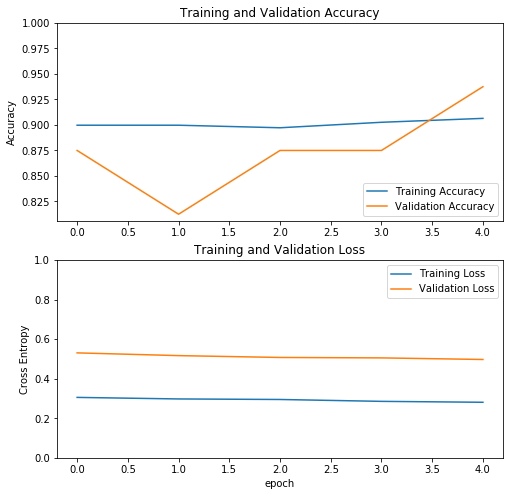 Training and Validation Accuracy
1.000
0.975
0.950
0.925
0.900
0.875
0.850
0.825
Accuracy
Training Accuracy
Validation Accuracy
0.0 0.5 1.0 1.5 2.0 2.5 3.0 3.5 4.0
Training and Validation Loss
1.0
0.8
0.6
0.4
0.2
0.0
Cross Entropy
Training Loss
Validation Loss
0.0 0.5 1.0 1.5 2.0 2.5 3.0 3.5 4.0
epoch